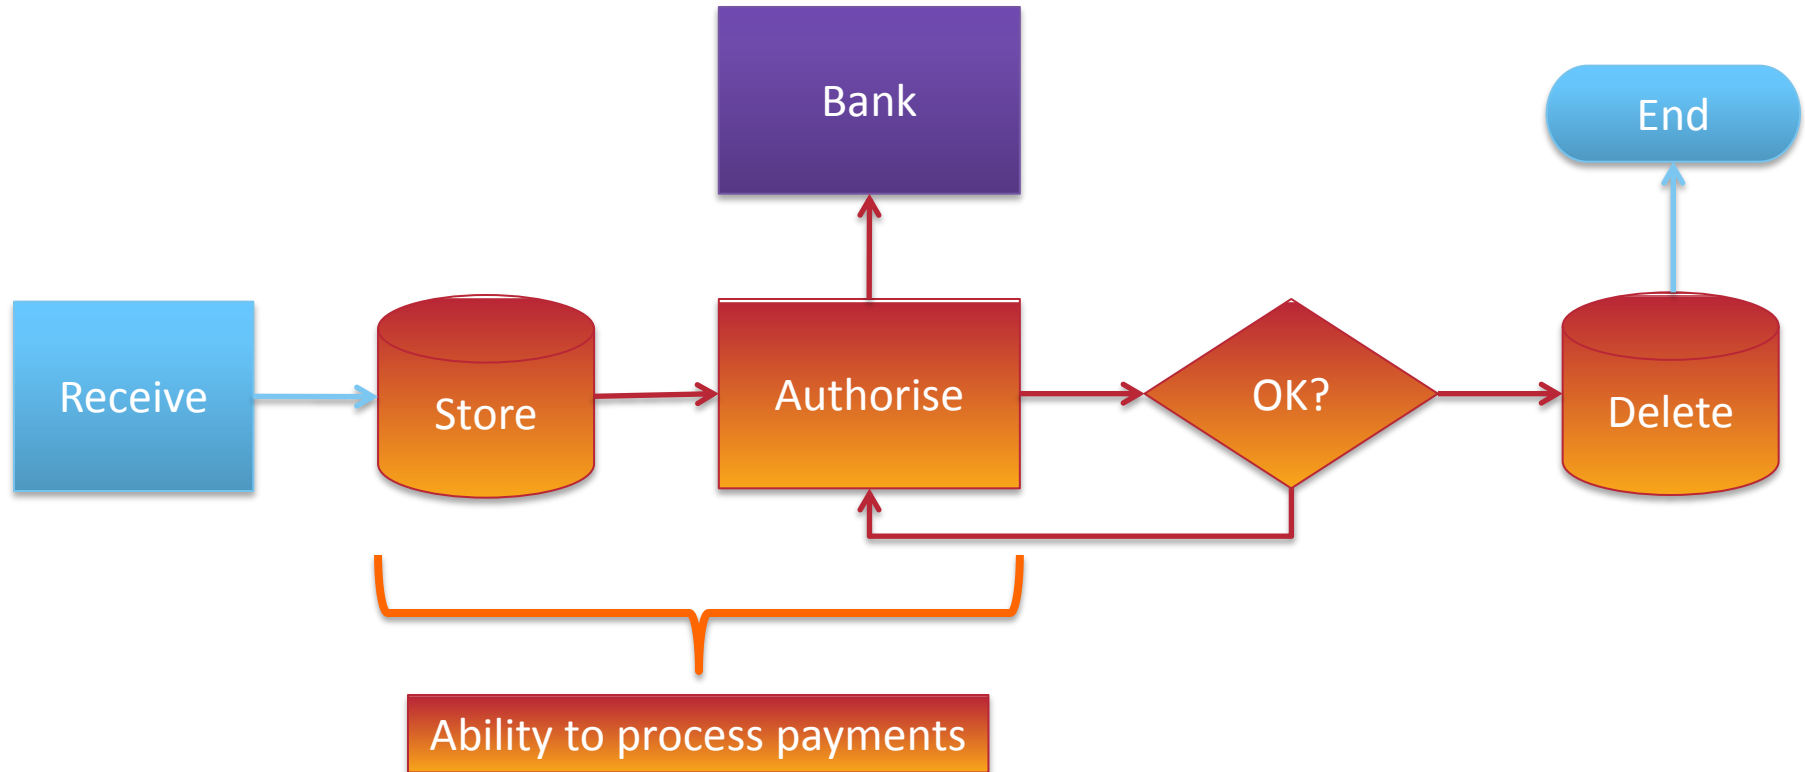 Bank
End
Receive
Store
Authorise
OK?
Delete
Ability to process payments